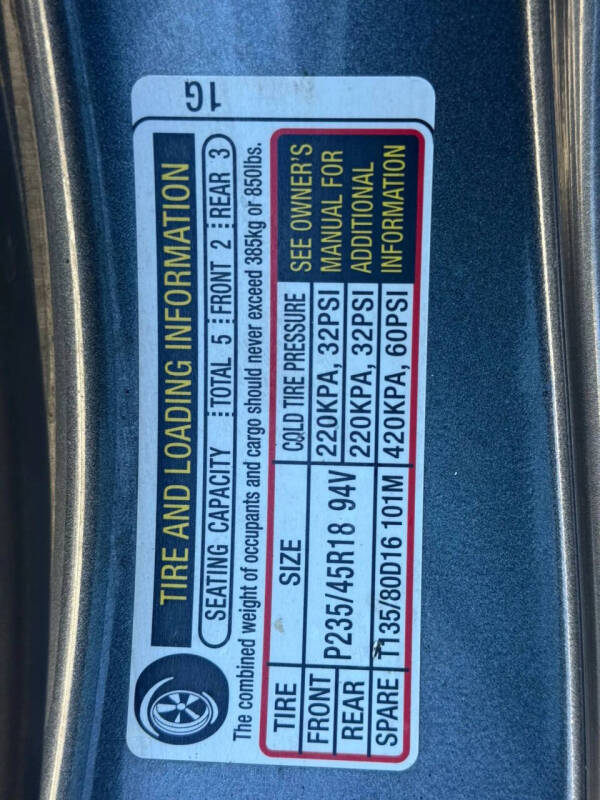 1G
TIRE AND LOADING INFORMATION
SEATING CAPACITY TOTAL 5 FRONT 2 REAR 3
The combined weight of occupants and cargo should never exceed 385kg or 850lbs.
TIRE SIZE COLD TIRE PRESSURE
FRONT P235/45R18 94V 220KPA, 32PSI
REAR 220KPA, 32PSI
SPARE T135/80D16 101M 420KPA, 60PSI
SEE OWNER'S
MANUAL FOR
ADDITIONAL
INFORMATION